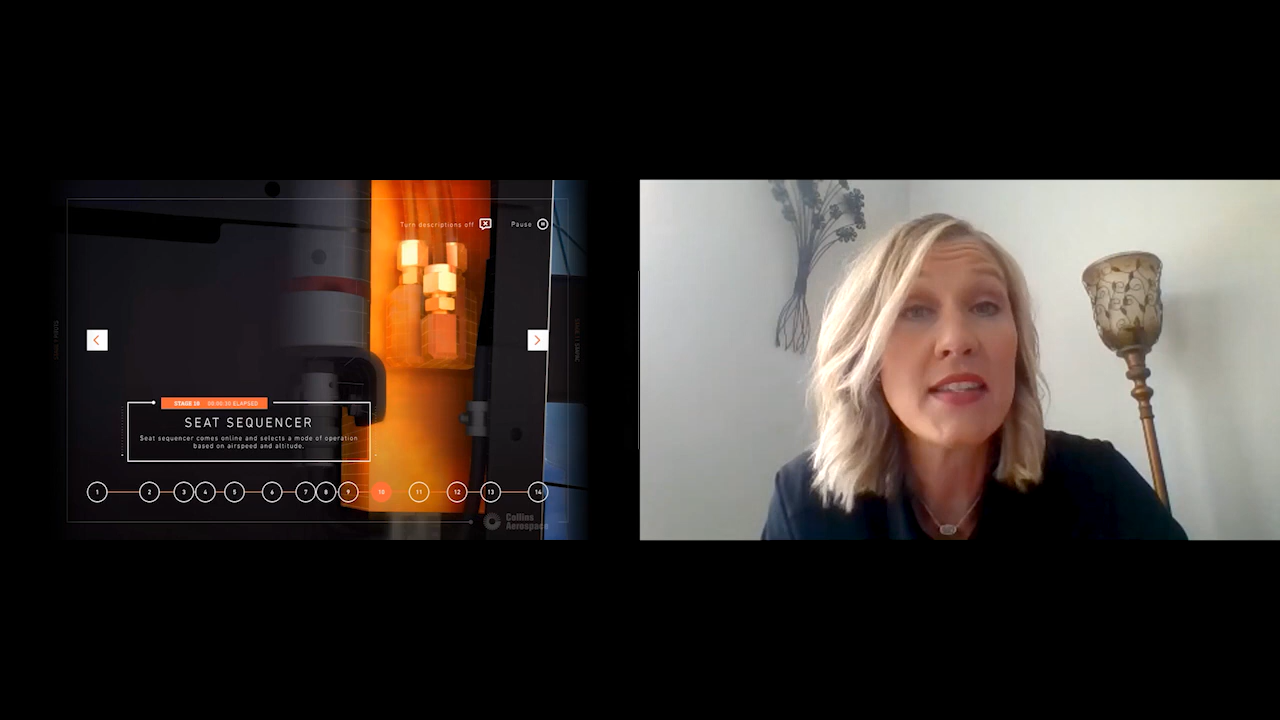 Turn descriptions off
Pause
STAGE 10
ELAPSED
SEAT SEQUENCER
Seat sequencer comes online and selects a mode of operation
based on airspeed and altitude.
1 2 3 4 5 6 7 8 9 10 11 12 13 14
Collins
Aerospace